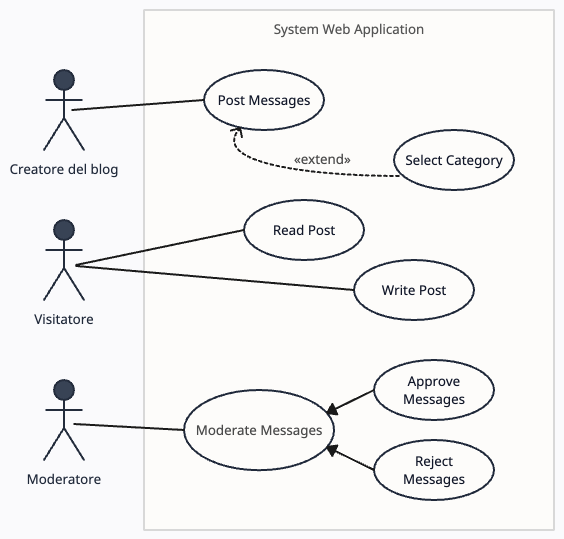 System Web Application
Post Messages
Creatore del blog
«extend»
Select Category
Read Post
Visitatore
Write Post
Approve
Messages
Moderate Messages
Moderatore
Reject
Messages